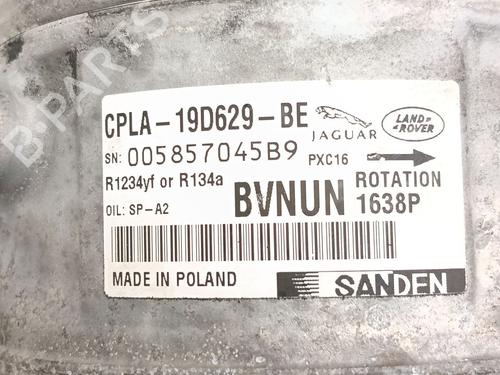 B-PARTS
CPLA-19D629-BE
JAGUAR
LAND-
ROVER
SN: 005857045B9
PXC16
R1234yf or R134a
OIL: SP-A2
BVNUN
ROTATION
1638P
MADE IN POLAND
SANDEN